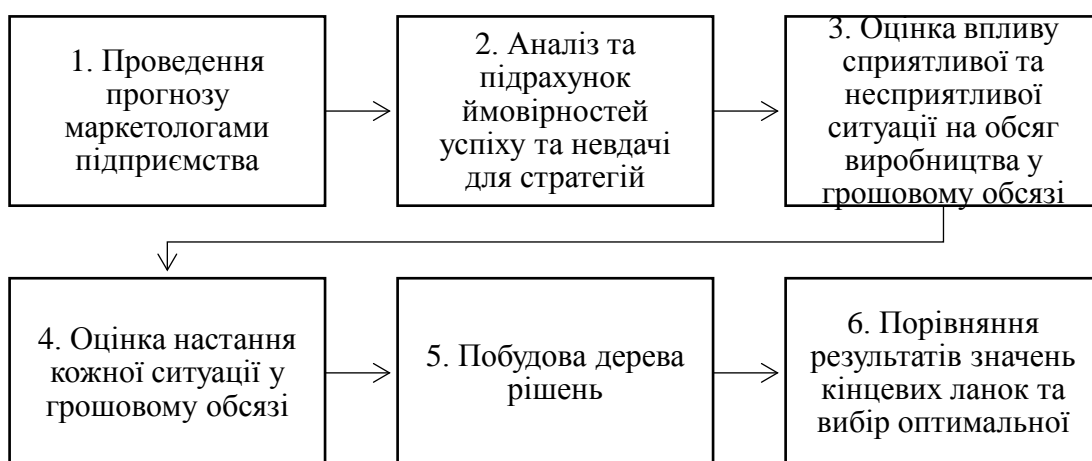 1. Проведення
прогнозу
маркетологами
підприємства
2. Аналіз та
підрахунок
ймовірностей
успіху та невдачі
для стратегій
3. Оцінка впливу
сприятливої та
несприятливої
ситуації на обсяг
виробництва у
грошовому обсязі
4. Оцінка настання
кожної ситуації у
грошовому обсязі
5. Побудова дерева
рішень
6. Порівняння
результатів значень
кінцевих ланок та
вибір оптимальної